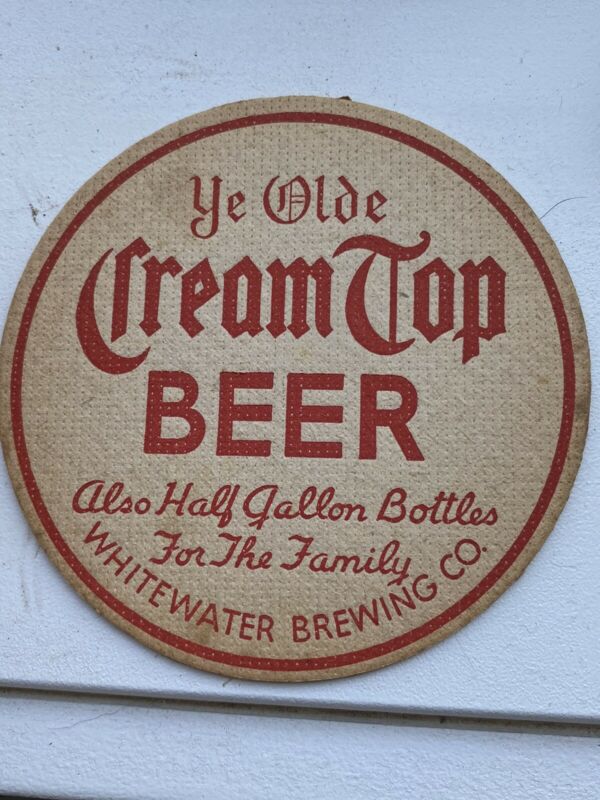 Ye Olde
Cream Top
BEER
Also Half Gallon Bottles
For The Family
WHITEWATER BREWING CO.